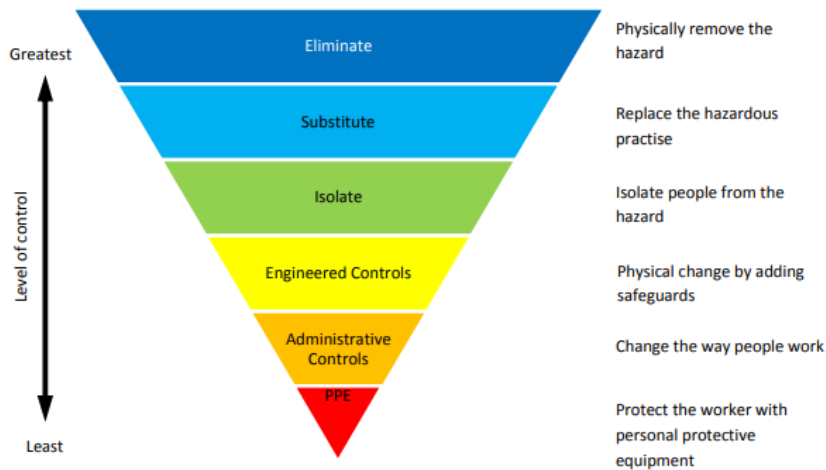 Greatest
Eliminate
Physically remove the
hazard
Substitute
Replace the hazardous
practise
Isolate
Isolate people from the
hazard
Level of control
Engineered Controls
Physical change by adding
safeguards
Administrative
Controls
Change the way people work
PPE
Protect the worker with
personal protective
equipment
Least